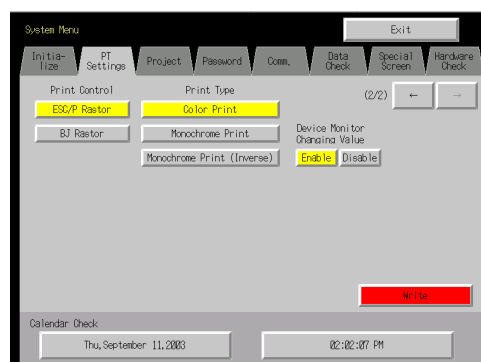 System Menu
Exit
Initia-
lize
PT
Settings
Project
Password
Comm.
Data
Check
Special
Screen
Hardware
Check
Print Control
Print Type
(2/2)
←
→
ESC/P Rastor
Color Print
BJ Rastor
Monochrome Print
Monochrome Print (Inverse)
Device Monitor
Changing Value
Enable
Disable
Write
Calendar Check
Thu,September 11,2003
02:02:07 PM